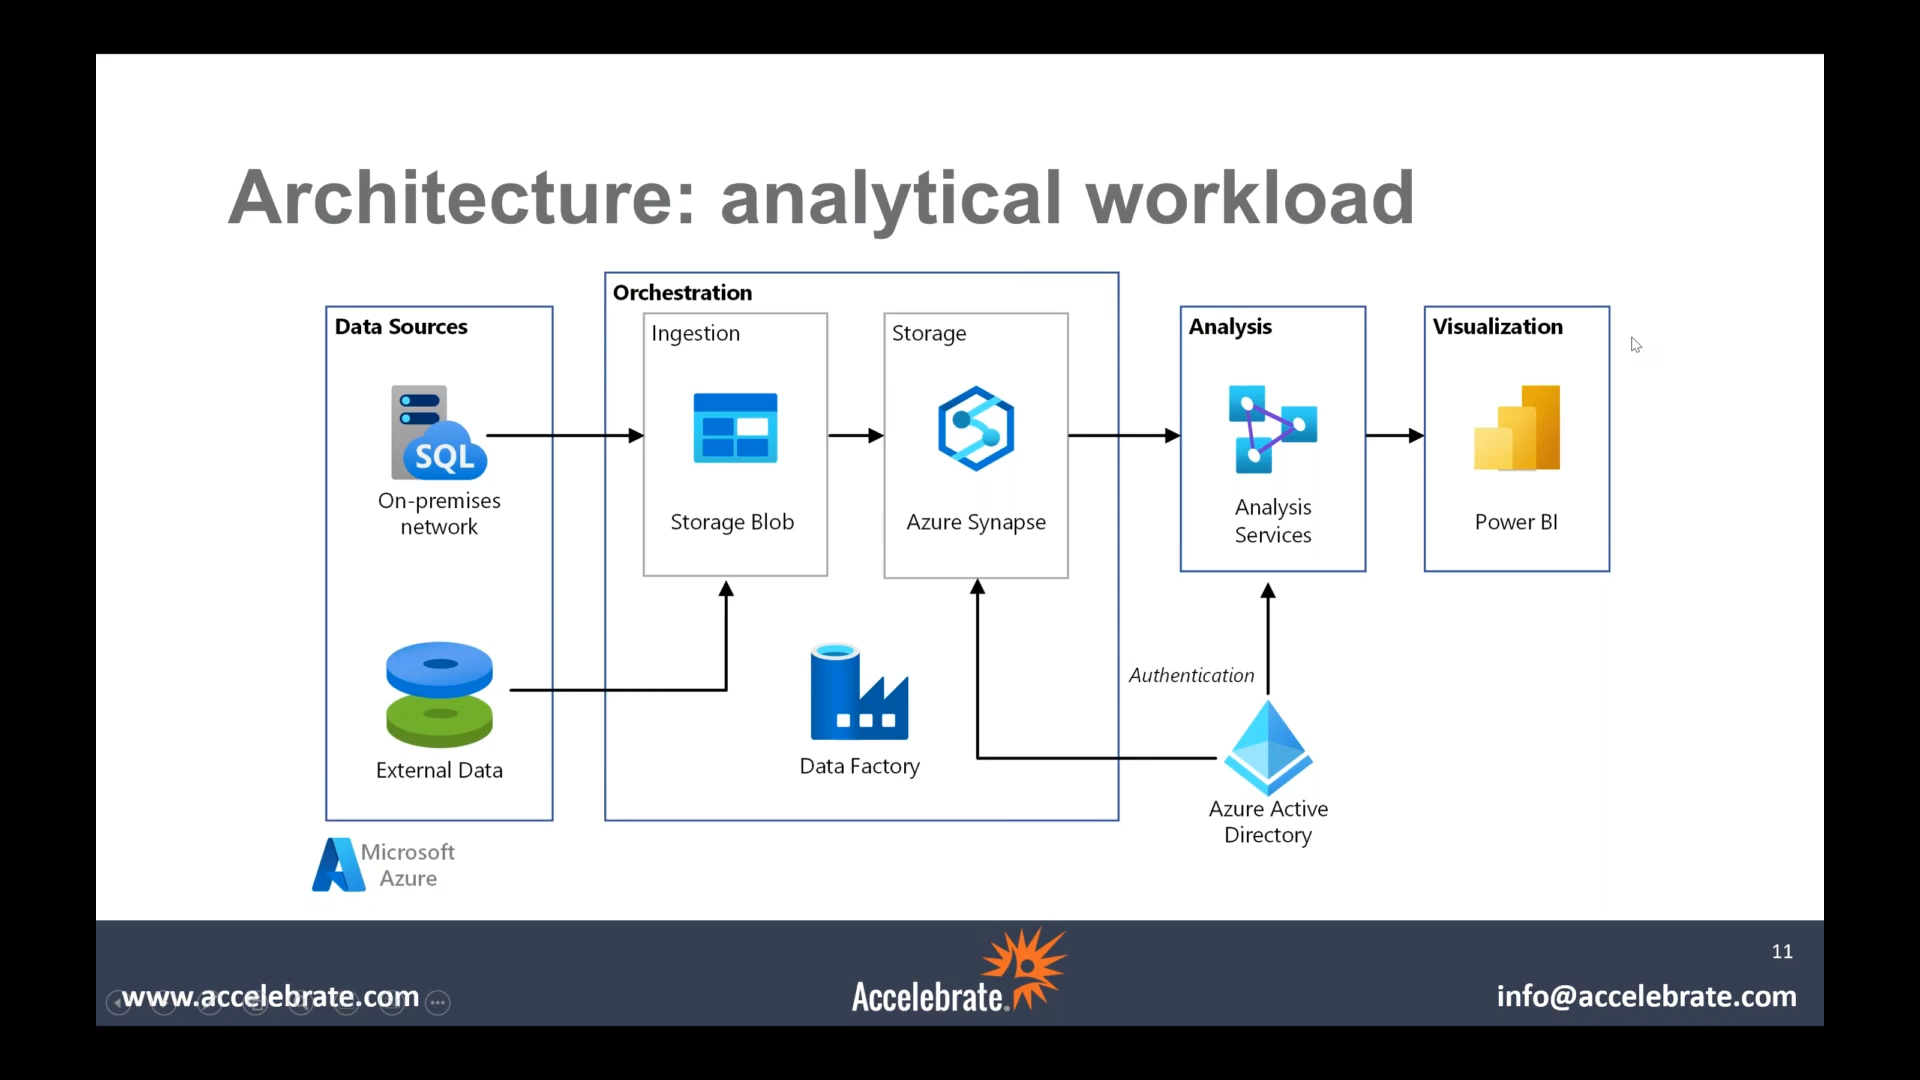 Architecture: analytical workload
Data Sources
SQL
On-premises
network
External Data
Orchestration
Ingestion
Storage Blob
Storage
Azure Synapse
Data Factory
Analysis
Analysis
Services
Visualization
Power BI
Authentication
Azure Active
Directory
Microsoft
Azure
www.accelebrate.com
Accelebrate®
11
info@accelebrate.com